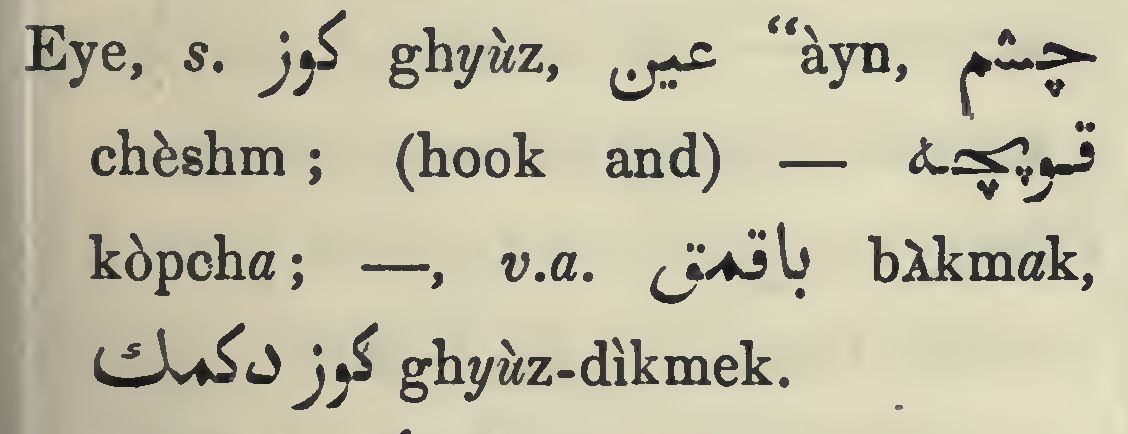 Eye, s. كوز ghyùz, عين “àyn, چشم
chèshm ; (hook and) — قوپچه
kòpcha ; —, v.a. باقمق bàkmak,
كوز دكمك ghyùz-dìkmek.